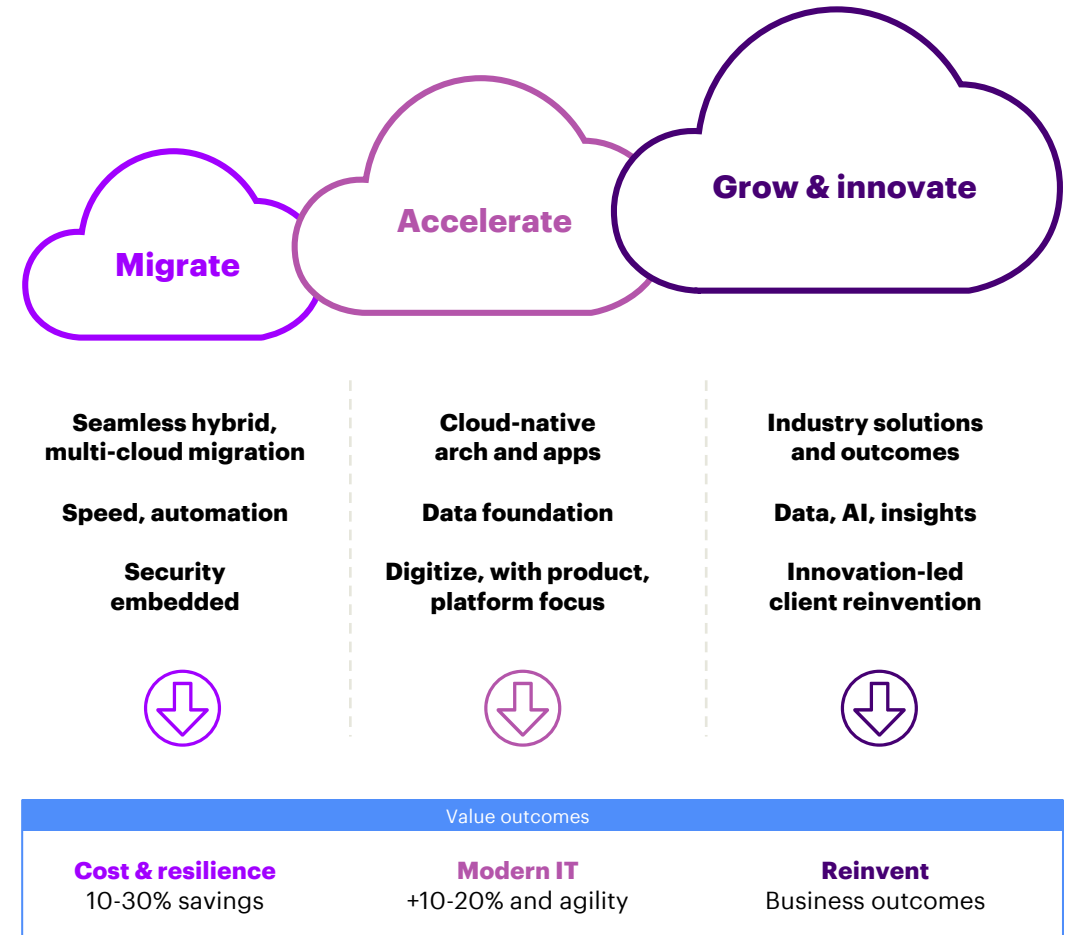 Migrate
Accelerate
Grow & innovate
Seamless hybrid,
multi-cloud migration
Speed, automation
Security
embedded
Cloud-native
arch and apps
Data foundation
Digitize, with product,
platform focus
Industry solutions
and outcomes
Data, AI, insights
Innovation-led
client reinvention
Value outcomes
Cost & resilience
10-30% savings
Modern IT
+10-20% and agility
Reinvent
Business outcomes